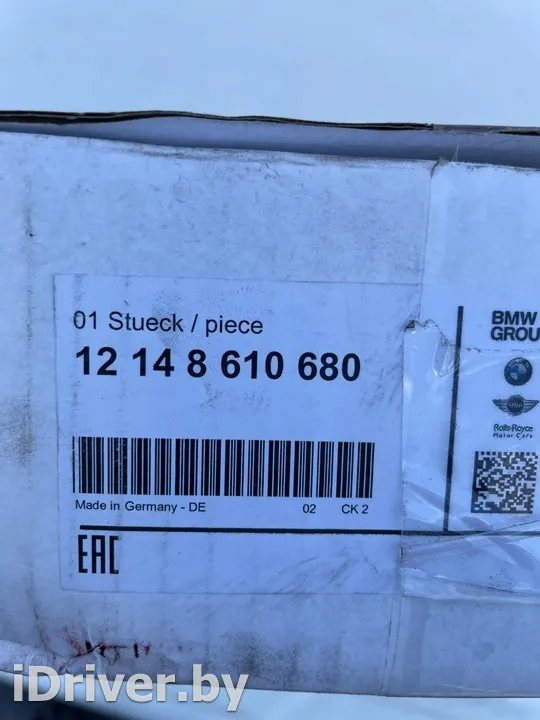 01 Stueck / piece
12 14 8 610 680
Made in Germany - DE 02 CK 2
EAC
BMW
GROU
Rolls-Royce
Motor Cars
iDriver.by